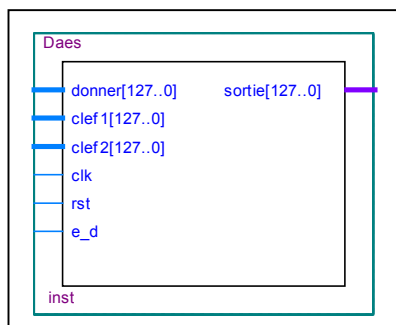 Daes
donner[127..0] sortie[127..0]
clef1[127..0]
clef2[127..0]
clk
rst
e_d
inst